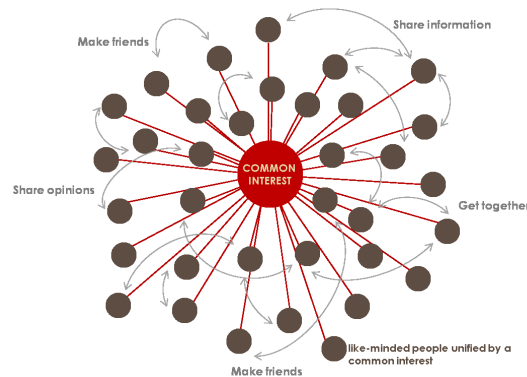 Share information
Make friends
COMMON
INTEREST
Share opinions
Get together
like-minded people unified by a
common interest
Make friends